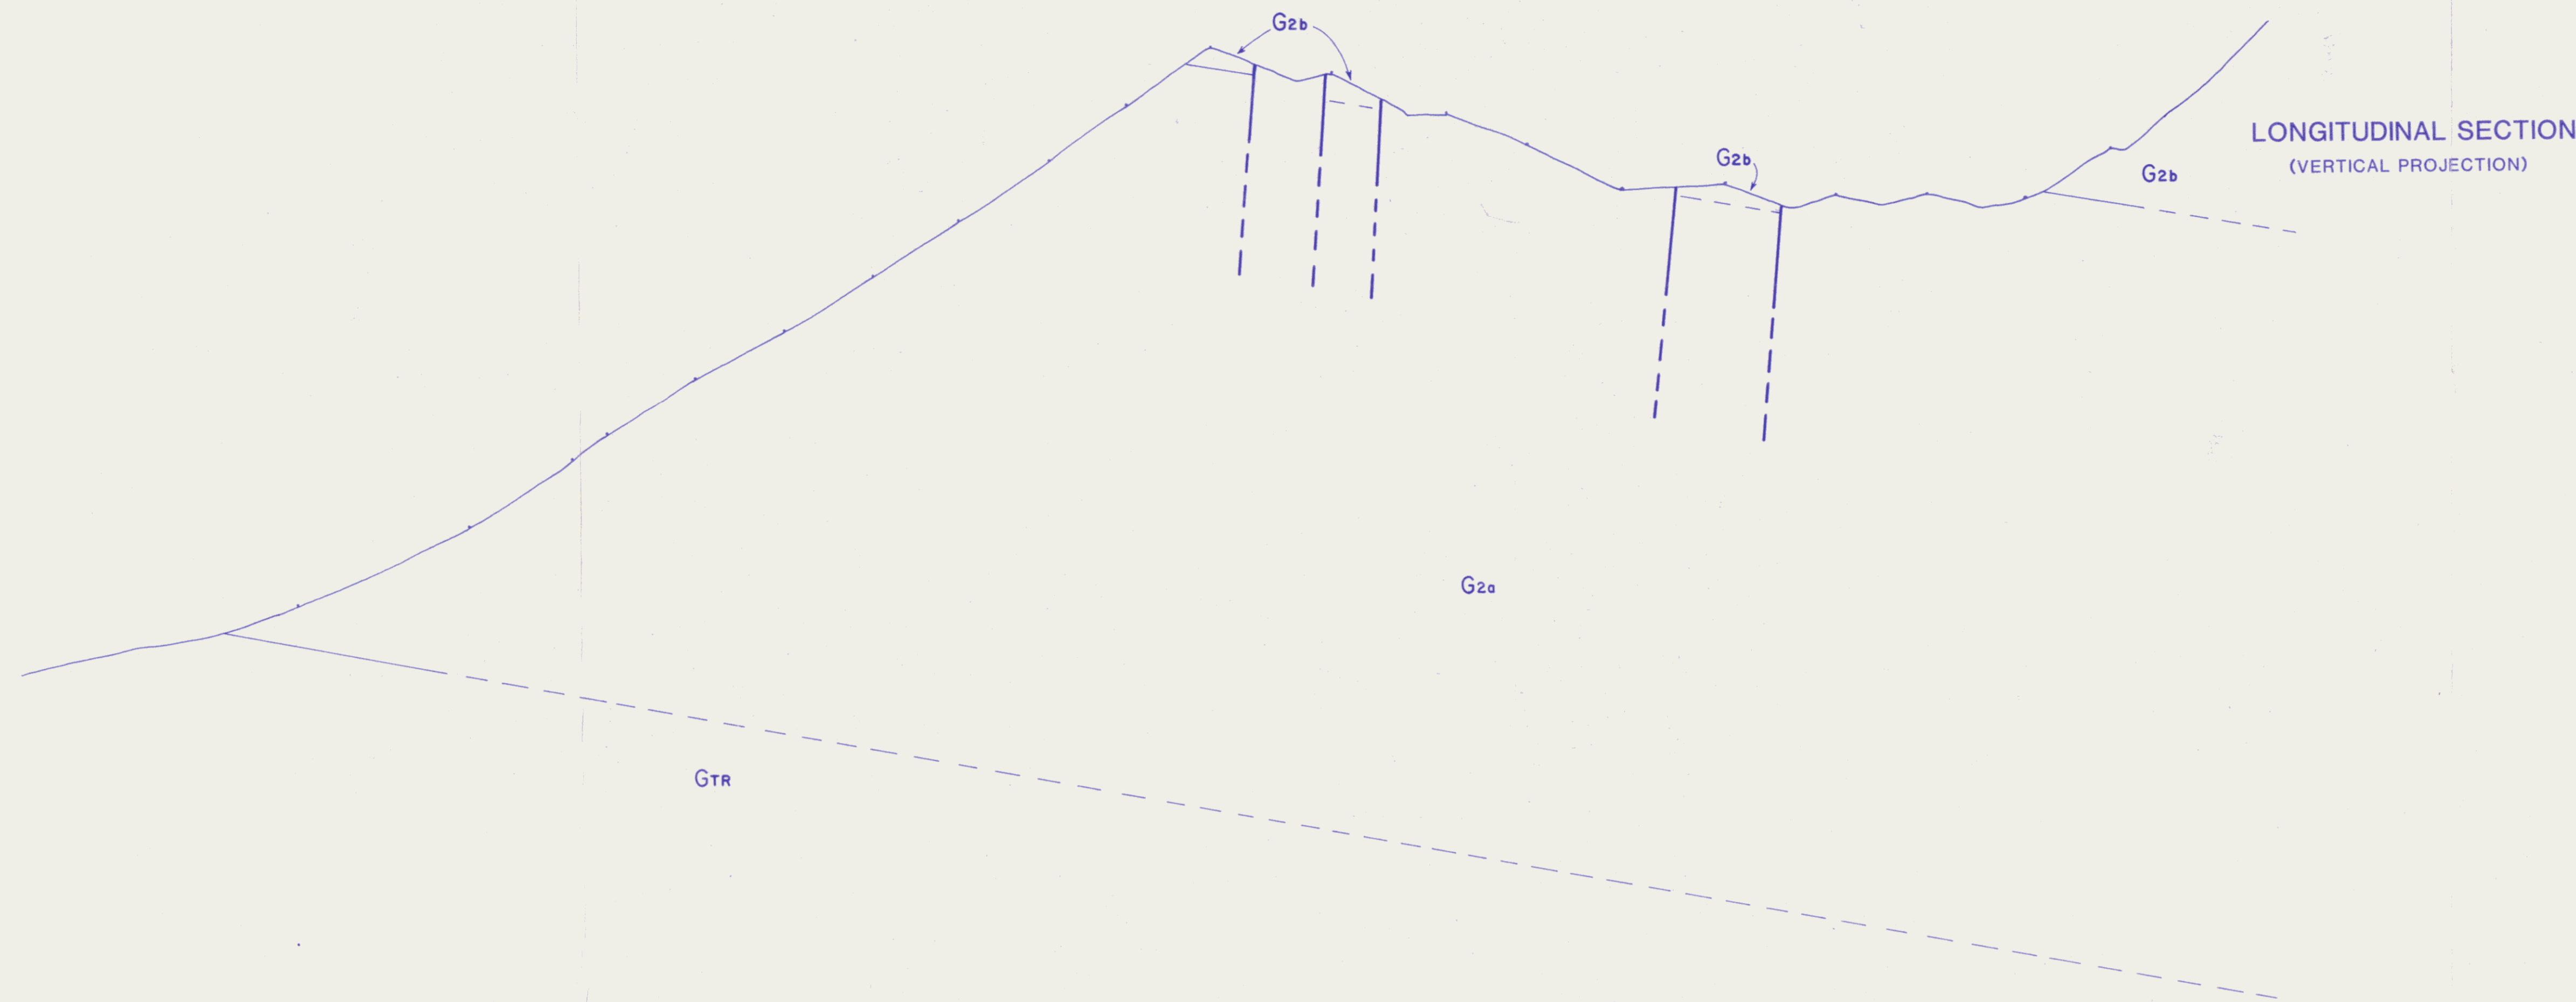 G2b
LONGITUDINAL SECTION
(VERTICAL PROJECTION)
G2b
G2b
G2a
GTR